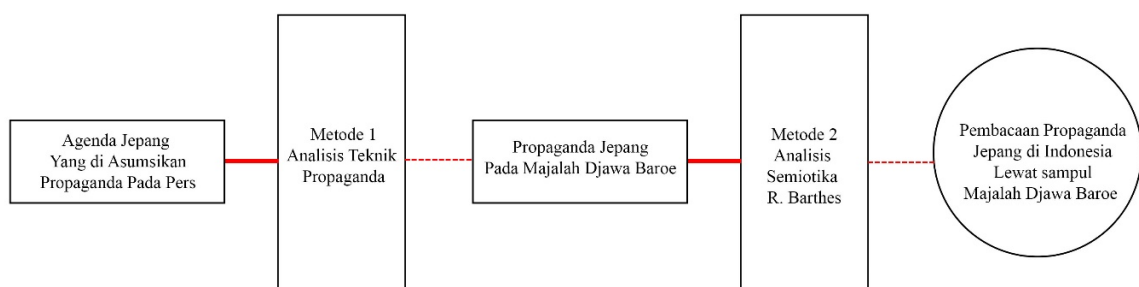 Agenda Jepang
Yang di Asumsikan
Propaganda Pada Pers
Metode 1
Analisis Teknik
Propaganda
Propaganda Jepang
Pada Majalah Djawa Baroe
Metode 2
Analisis
Semiotika
R. Barthes
Pembacaan Propaganda
Jepang di Indonesia
Lewat sampul
Majalah Djawa Baroe